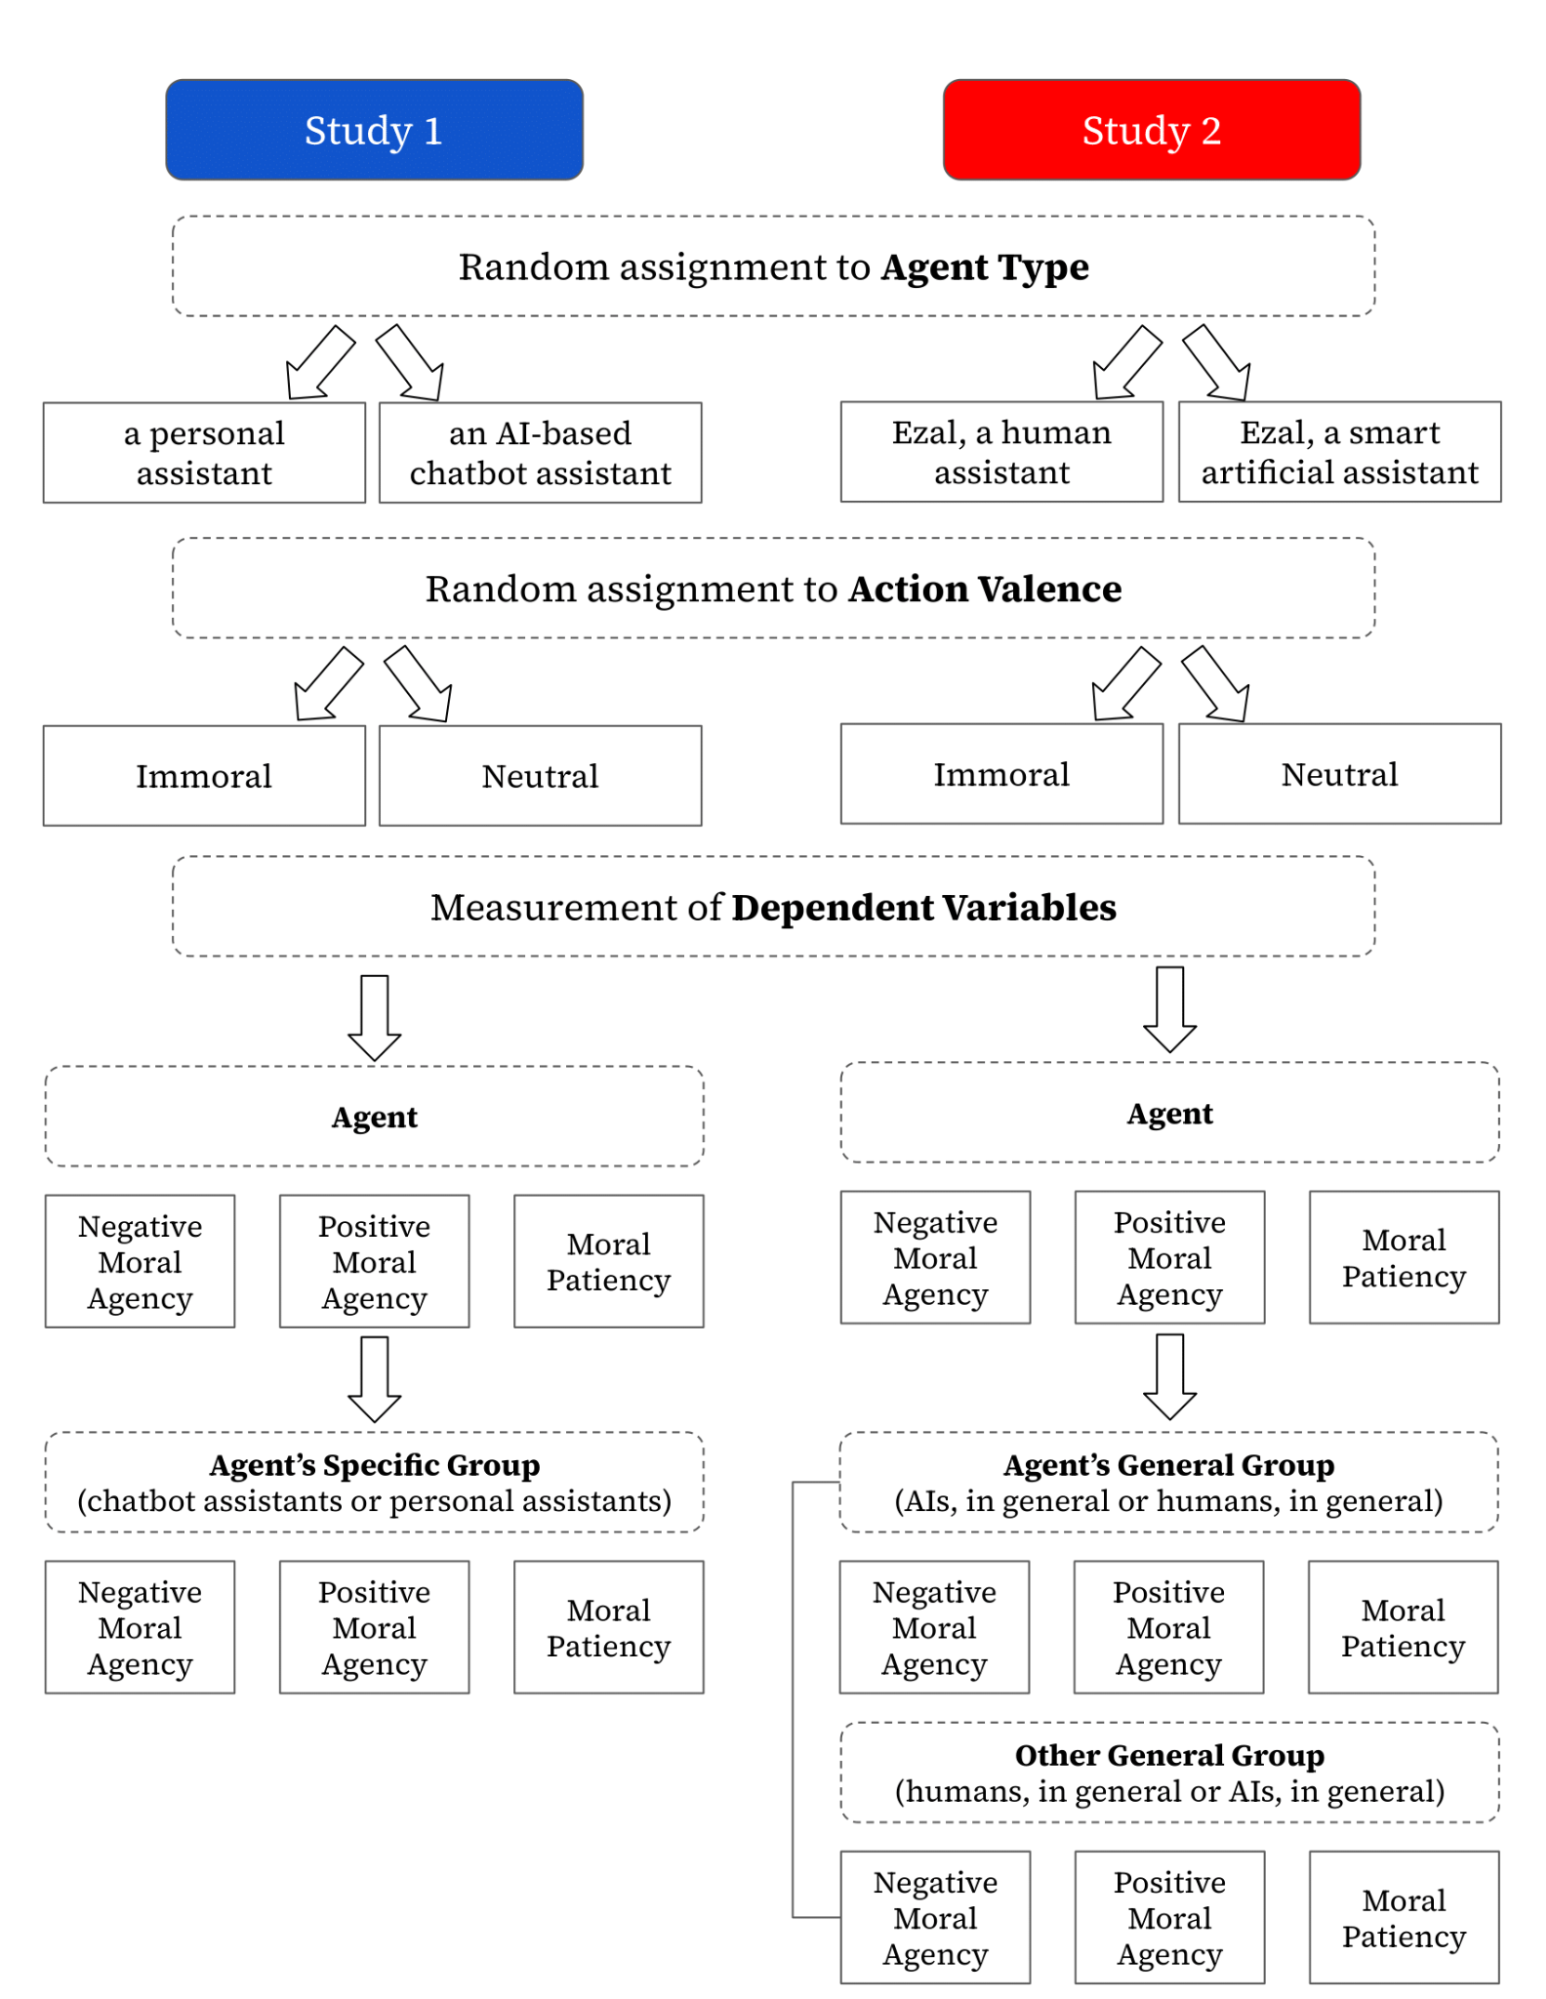 Study 1
Study 2
Random assignment to Agent Type
a personal
assistant
an AI-based
chatbot assistant
Ezal, a human
assistant
Ezal, a smart
artificial assistant
Random assignment to Action Valence
Immoral
Neutral
Immoral
Neutral
Measurement of Dependent Variables
Agent
Agent
Negative
Moral
Agency
Positive
Moral
Agency
Moral
Patiency
Negative
Moral
Agency
Positive
Moral
Agency
Moral
Patiency
Agent’s Specific Group
(chatbot assistants or personal assistants)
Agent’s General Group
(AIs, in general or humans, in general)
Negative
Moral
Agency
Positive
Moral
Agency
Moral
Patiency
Negative
Moral
Agency
Positive
Moral
Agency
Moral
Patiency
Other General Group
(humans, in general or AIs, in general)
Negative
Moral
Agency
Positive
Moral
Agency
Moral
Patiency